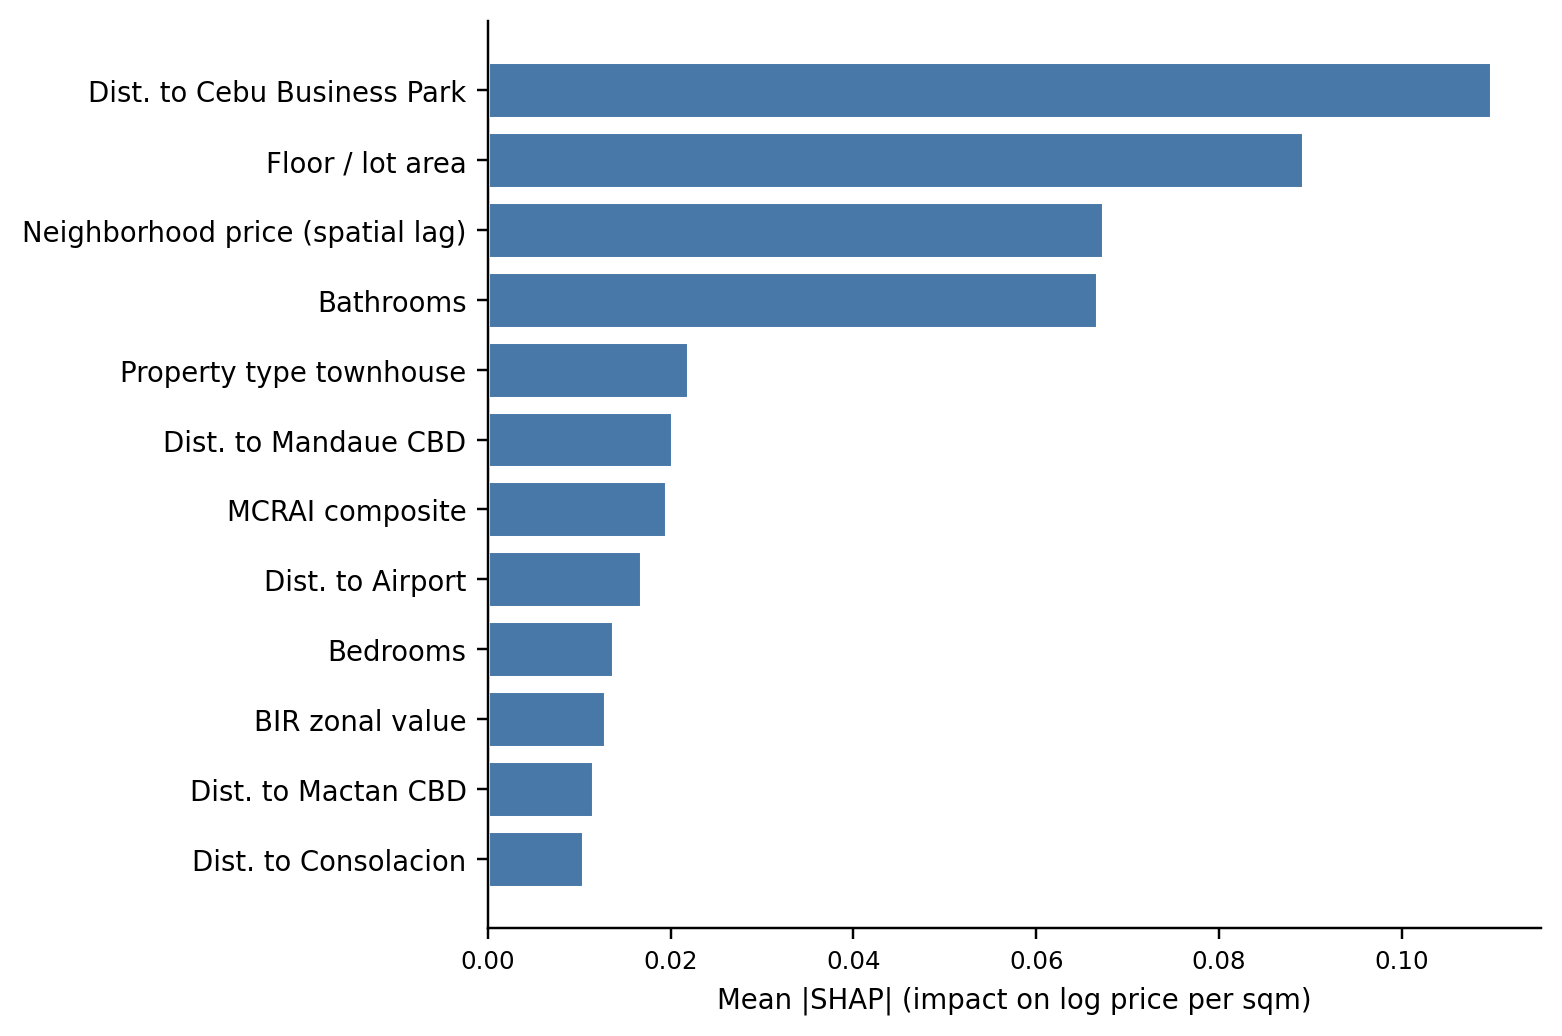 Dist. to Cebu Business Park
Floor / lot area
Neighborhood price (spatial lag)
Bathrooms
Property type townhouse
Dist. to Mandaue CBD
MCRAI composite
Dist. to Airport
Bedrooms
BIR zonal value
Dist. to Mactan CBD
Dist. to Consolacion
0.00 0.02 0.04 0.06 0.08 0.10
Mean |SHAP| (impact on log price per sqm)